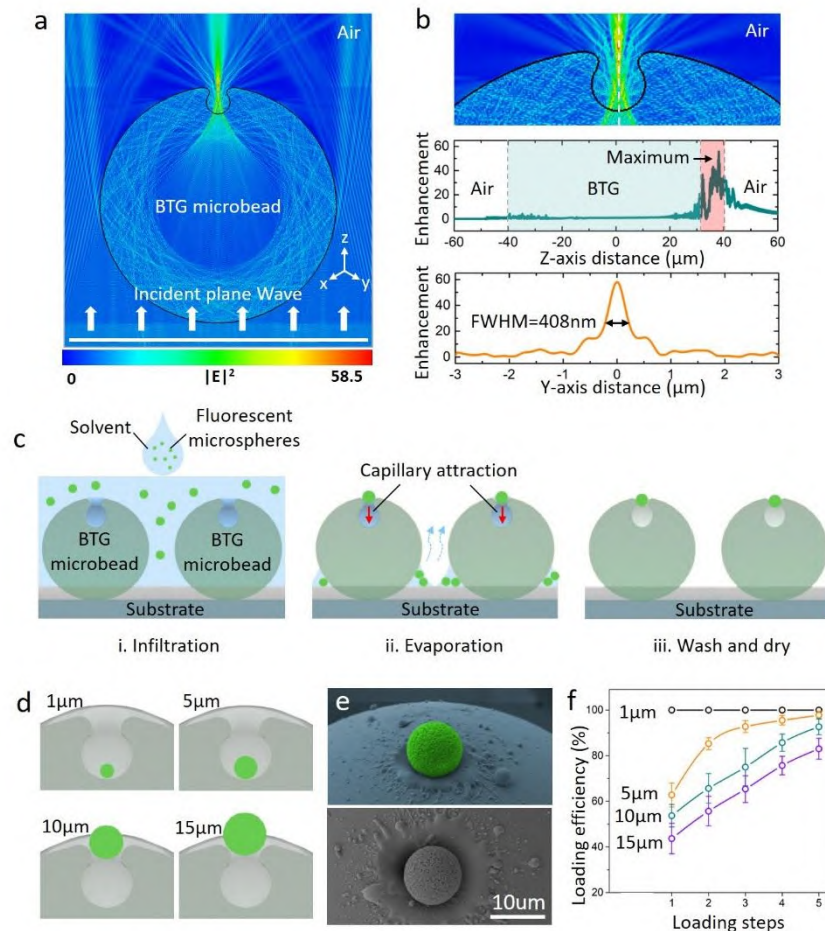 a
Air
BTG microbead
z
x
y
Incident plane Wave
0
|E|²
58.5
b
Air
Enhancement
60
40
20
0
Maximum
Air
BTG
Air
-60
-40
-20
0
20
40
60
Z-axis distance (µm)
Enhancement
60
40
20
0
FWHM=408nm
-3
-2
-1
0
1
2
3
Y-axis distance (µm)
c
Solvent
Fluorescent
microspheres
BTG
microbead
BTG
microbead
Substrate
i. Infiltration
Capillary attraction
Substrate
ii. Evaporation
Substrate
iii. Wash and dry
d
1µm
5µm
10µm
15µm
e
10um
f
Loading efficiency (%)
100
80
60
40
20
1µm
5µm
10µm
15µm
1
2
3
4
5
Loading steps